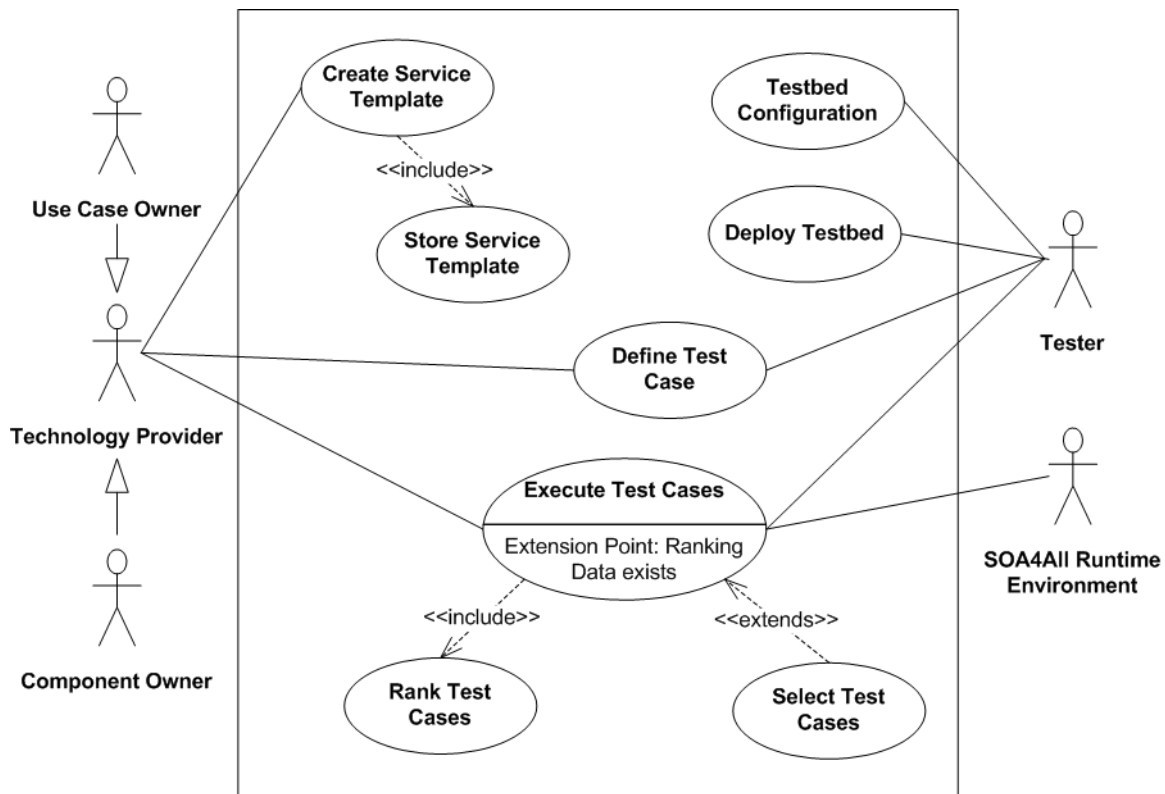 Create Service
Template
Testbed
Configuration
<<include>>
Use Case Owner
Store Service
Template
Deploy Testbed
Tester
Define Test
Case
Technology Provider
Execute Test Cases
Extension Point: Ranking
Data exists
SOA4All Runtime
Environment
<<include>>
<<extends>>
Component Owner
Rank Test
Cases
Select Test
Cases